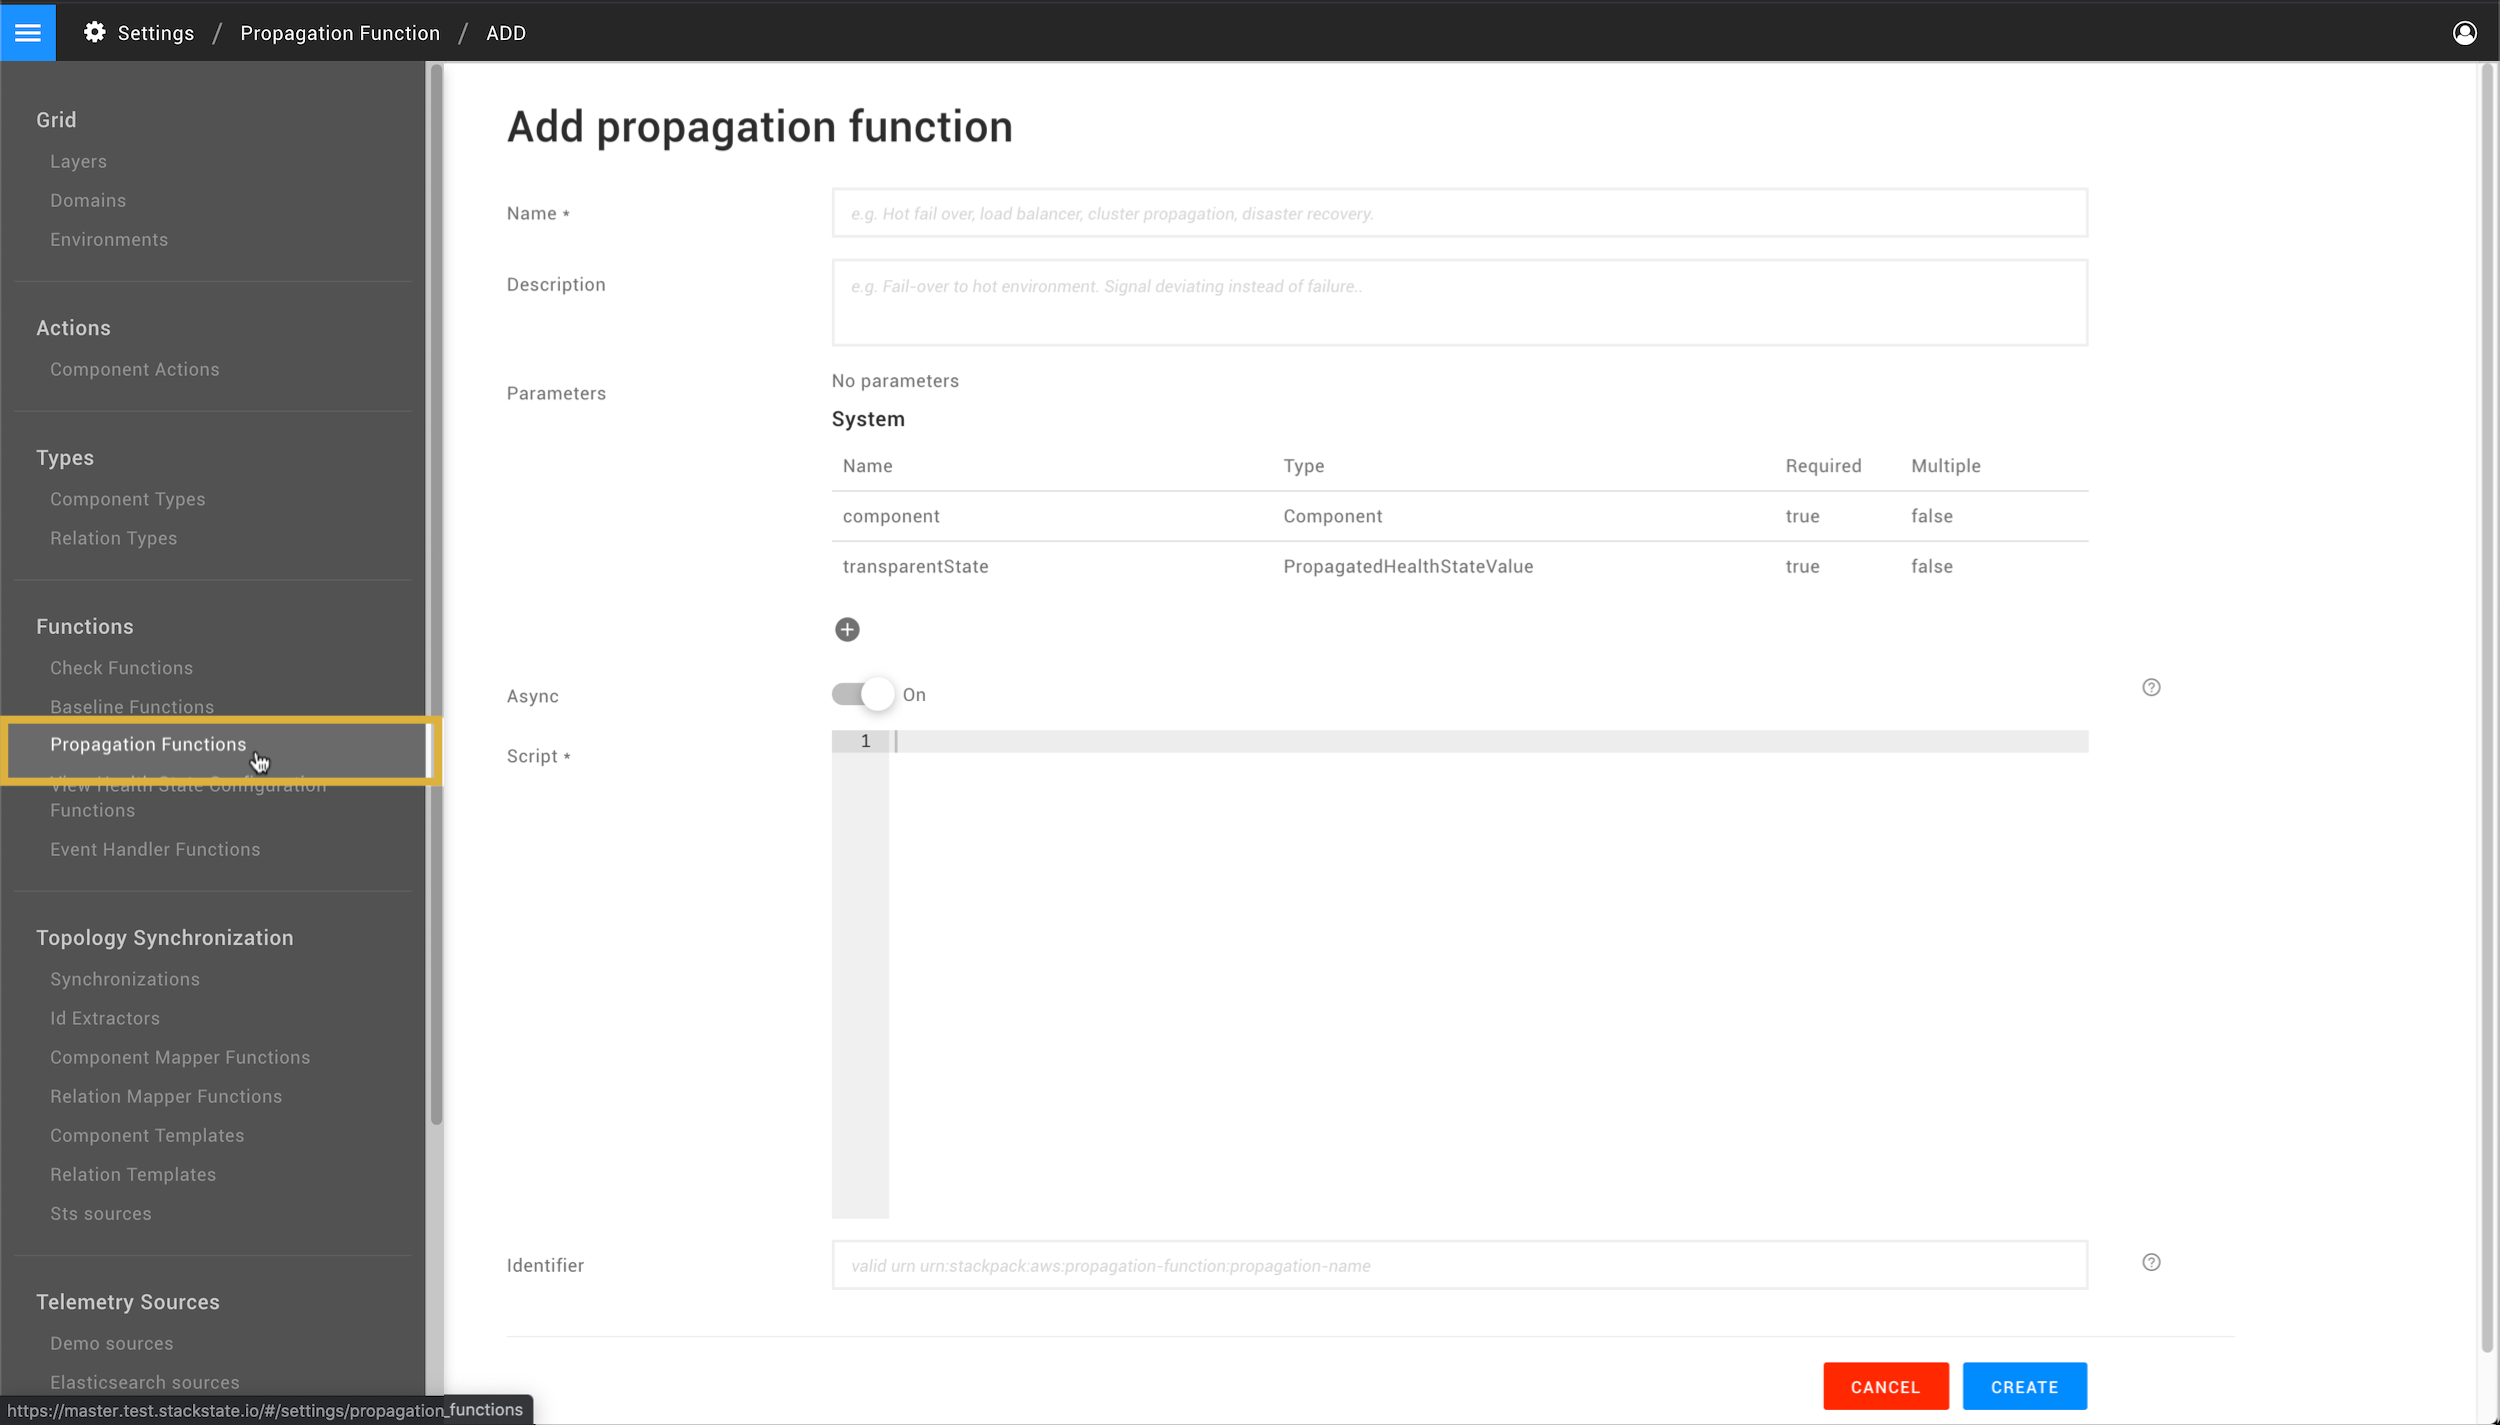 Settings / Propagation Function / ADD
Grid
Layers
Domains
Environments
Actions
Component Actions
Types
Component Types
Relation Types
Functions
Check Functions
Baseline Functions
Propagation Functions
View Health State Configuration
Functions
Event Handler Functions
Topology Synchronization
Synchronizations
Id Extractors
Component Mapper Functions
Relation Mapper Functions
Component Templates
Relation Templates
Sts sources
Telemetry Sources
Demo sources
Elasticsearch sources
https://master.test.stackstate.io/#/settings/propagation_functions
Add propagation function
Name *
e.g. Hot fail over, load balancer, cluster propagation, disaster recovery.
Description
e.g. Fail-over to hot environment. Signal deviating instead of failure..
Parameters
No parameters
System
Name Type Required Multiple
component Component true false
transparentState PropagatedHealthStateValue true false
Async
On
Script *
1
Identifier
valid urn urn:stackpack:aws:propagation-function:propagation-name
CANCEL CREATE